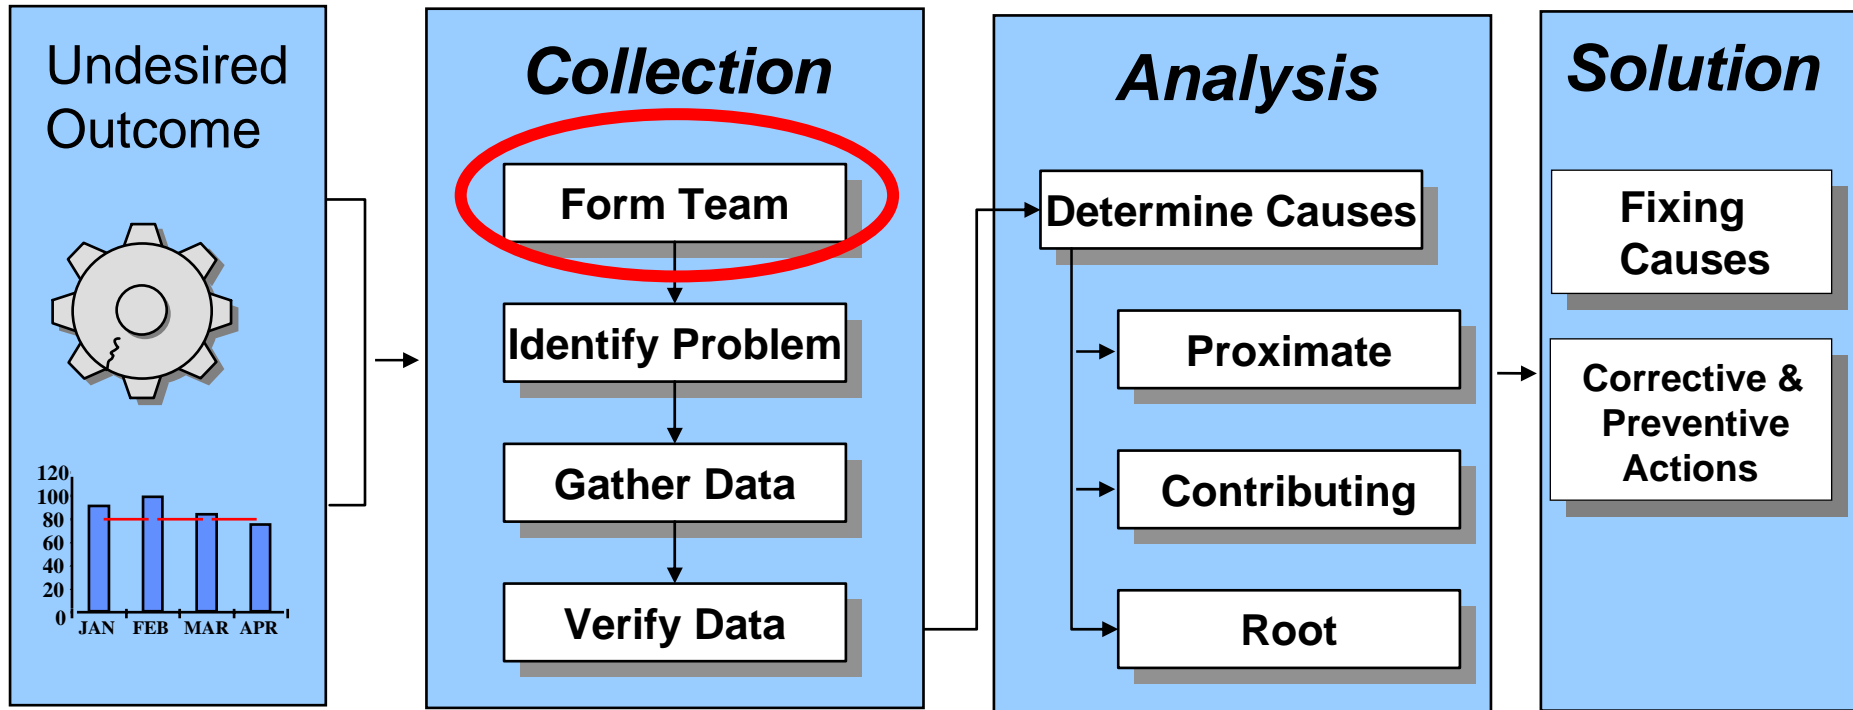 Undesired
Outcome
120
100
80
60
40
20
0
JAN FEB MAR APR
Collection
Form Team
Identify Problem
Gather Data
Verify Data
Analysis
Determine Causes
Proximate
Contributing
Root
Solution
Fixing
Causes
Corrective &
Preventive
Actions